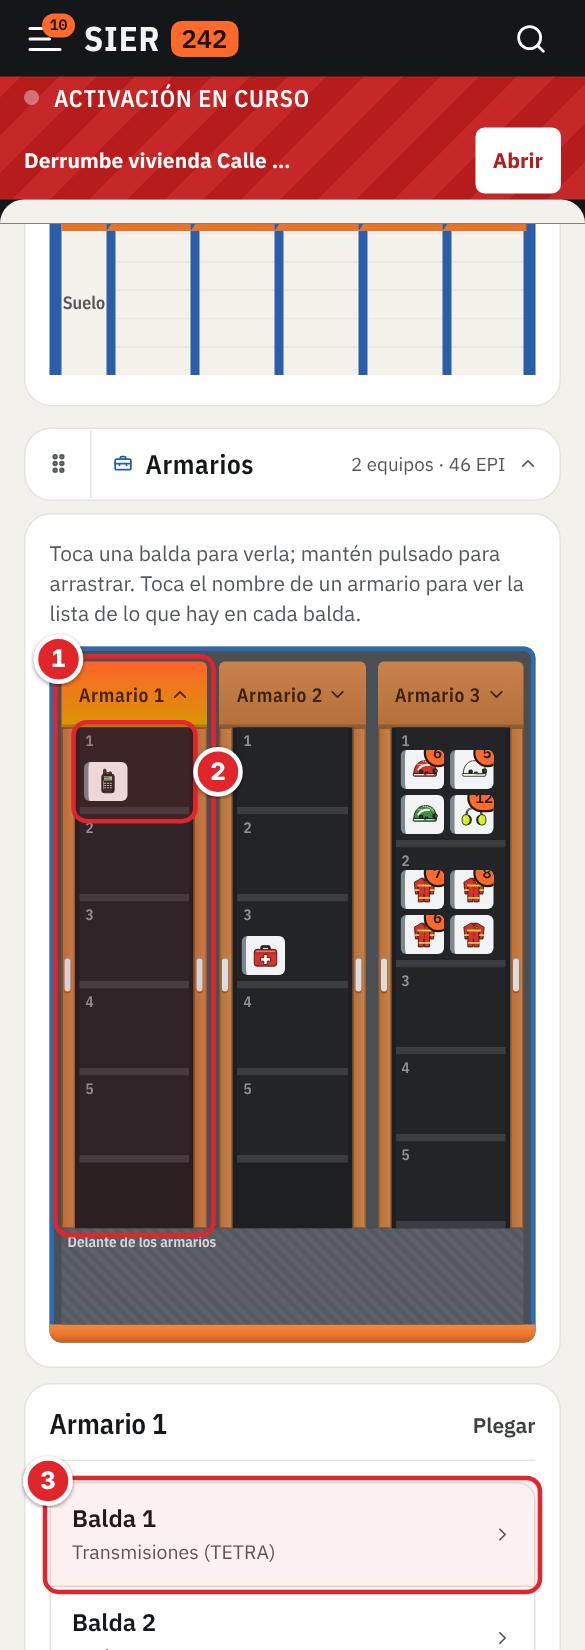 10
SIER 242
ACTIVACIÓN EN CURSO
Derrumbe vivienda Calle ...
Abrir
Suelo
Armarios
2 equipos · 46 EPI
Toca una balda para verla; mantén pulsado para
arrastrar. Toca el nombre de un armario para ver la
lista de lo que hay en cada balda.
1
Armario 1
Armario 2
Armario 3
1
1
1
2
6
5
12
2
2
2
7
8
6
3
3
3
4
4
4
5
5
5
Delante de los armarios
Armario 1
Plegar
3
Balda 1
Transmisiones (TETRA)
Balda 2